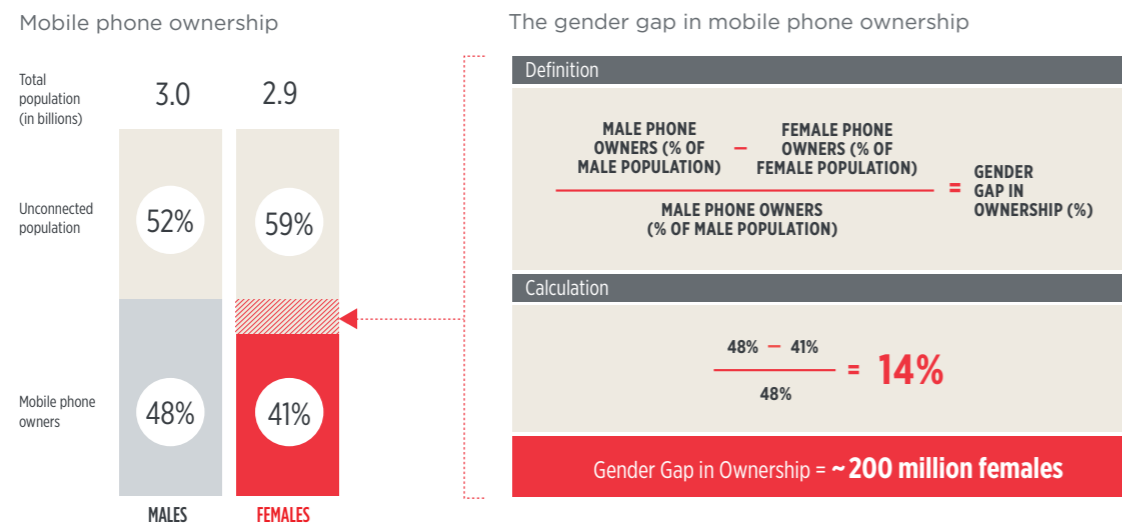 Mobile phone ownership
Total
population
(in billions)
3.0
2.9
Unconnected
population
52%
59%
Mobile phone
owners
48%
41%
MALES
FEMALES
The gender gap in mobile phone ownership
Definition
MALE PHONE
OWNERS (% OF
MALE POPULATION)
–
FEMALE PHONE
OWNERS (% OF
FEMALE POPULATION)
MALE PHONE OWNERS
(% OF MALE POPULATION)
=
GENDER
GAP IN
OWNERSHIP (%)
Calculation
48% – 41%
48%
= 14%
Gender Gap in Ownership = ~200 million females